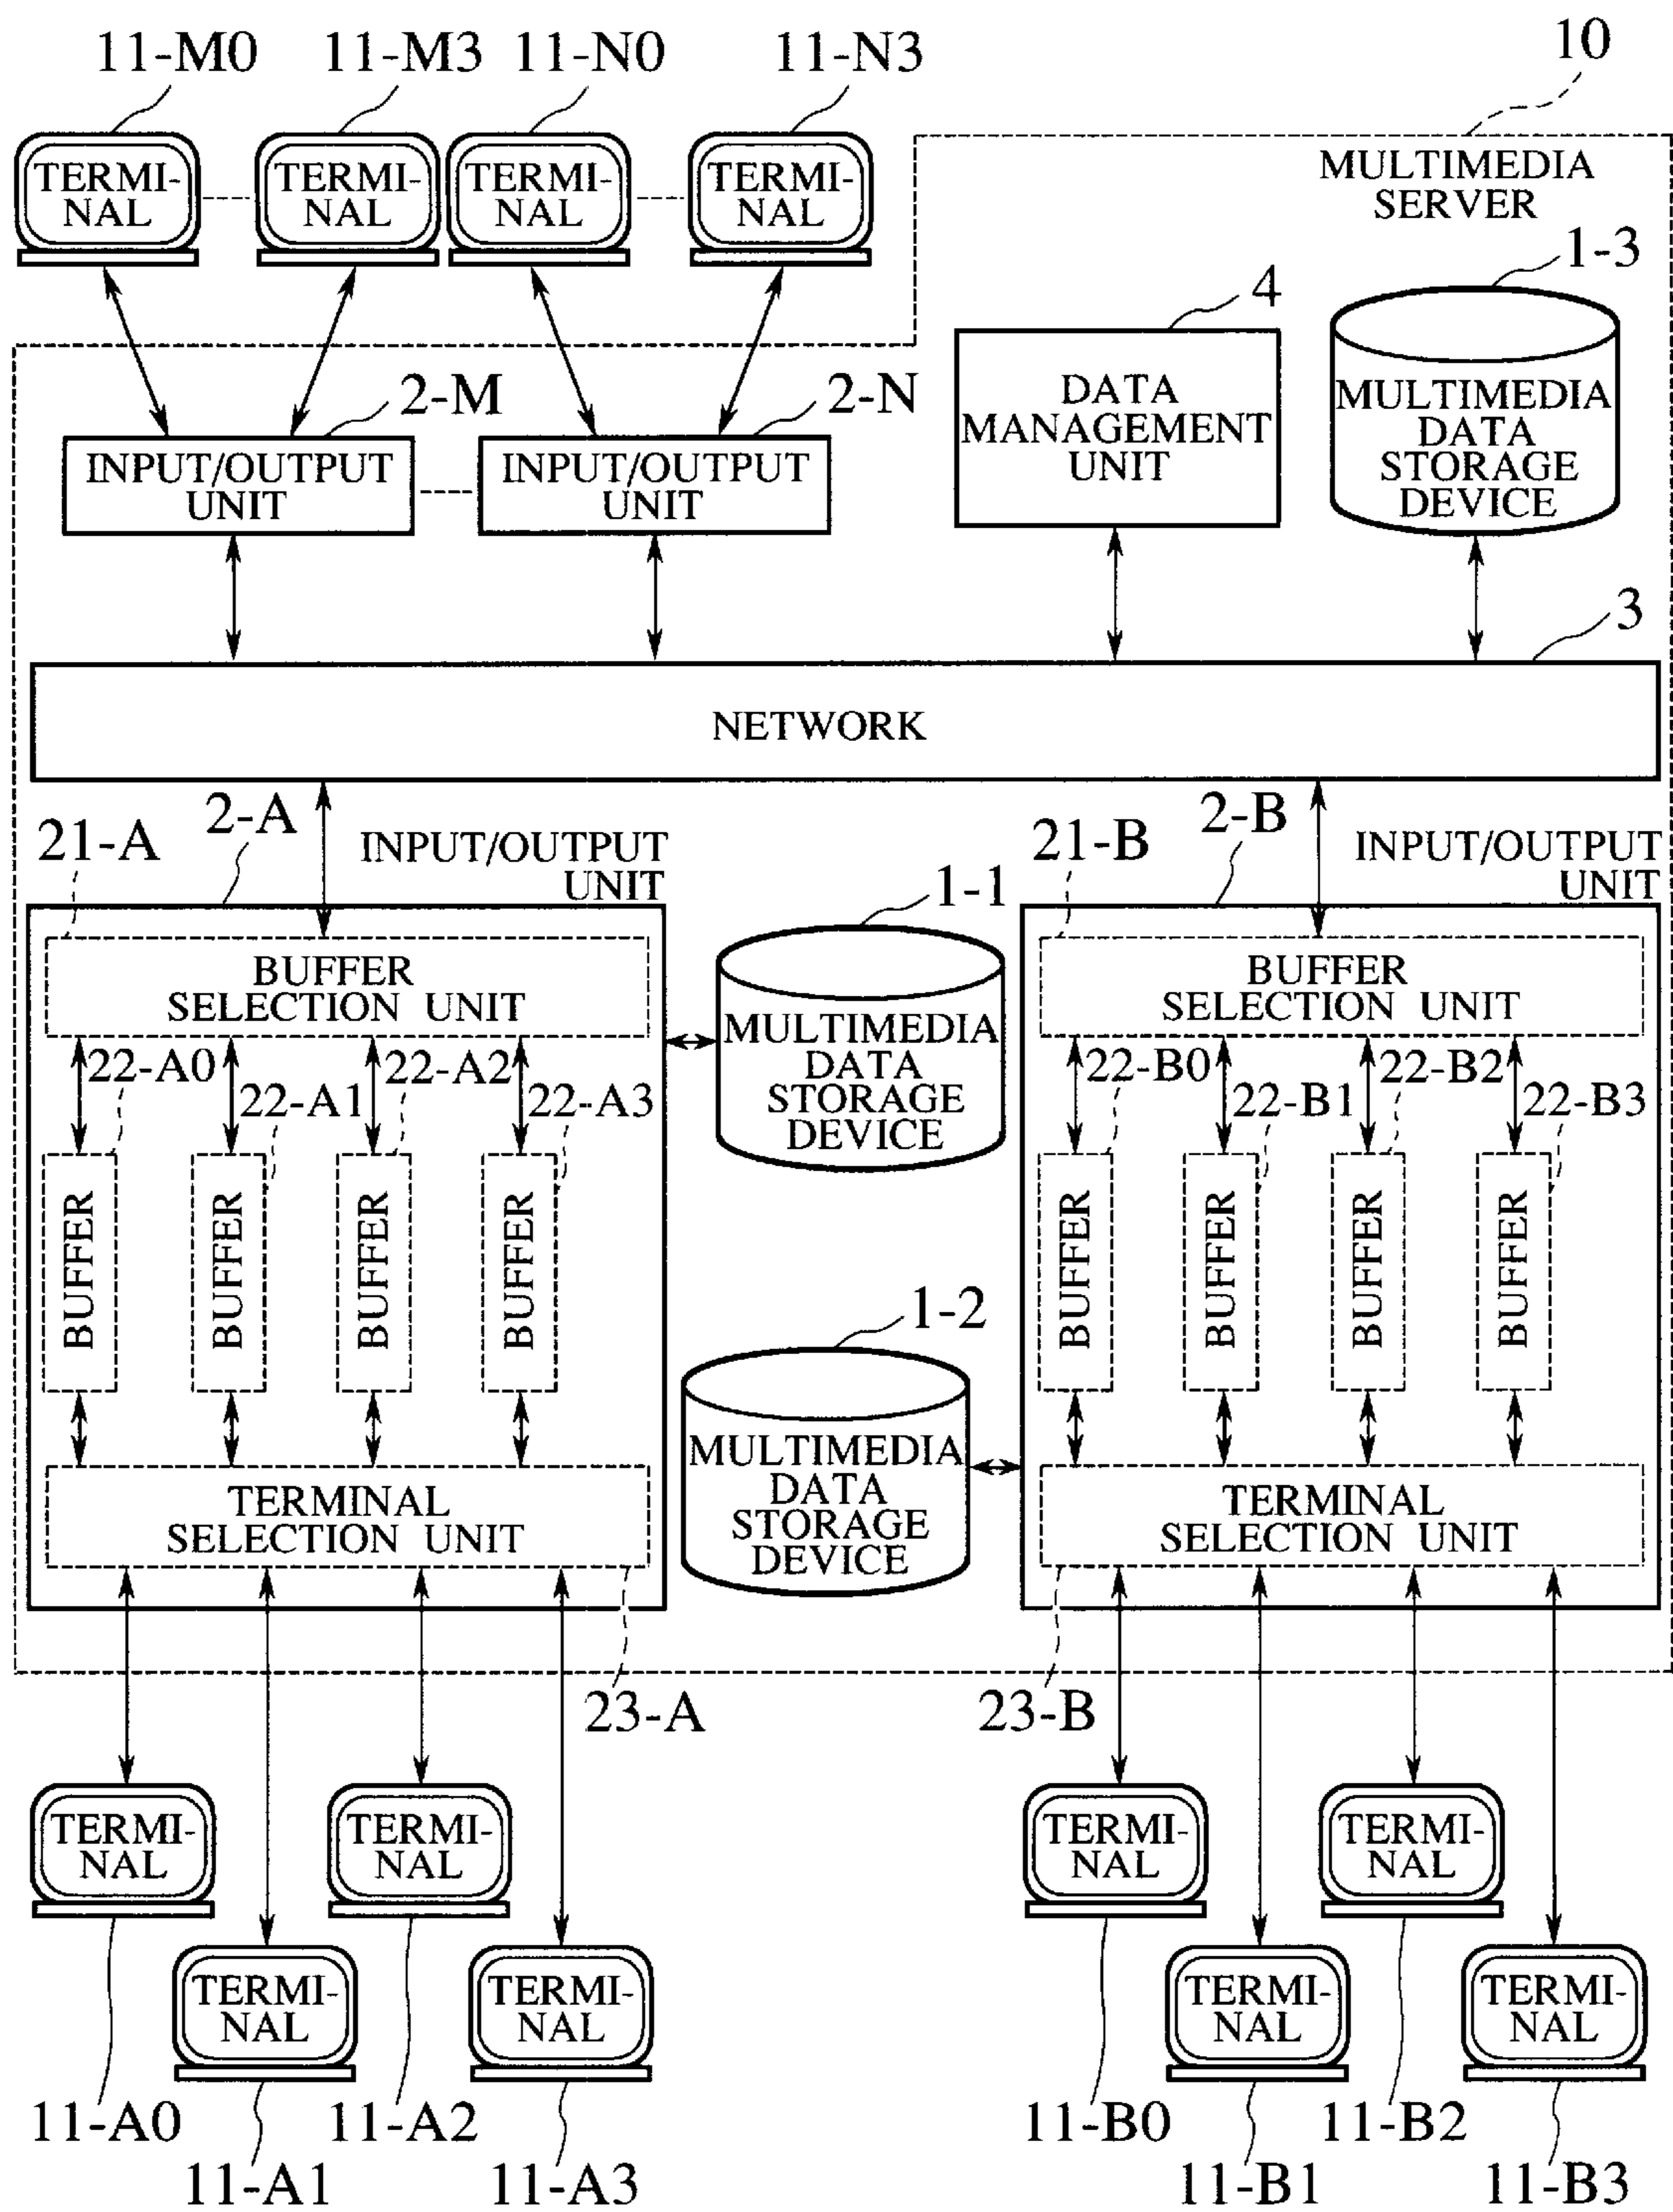 11-M0
11-M3
11-N0
11-N3
10
TERMI-
NAL
TERMI-
NAL
TERMI-
NAL
TERMI-
NAL
MULTIMEDIA
SERVER
1-3
4
2-M
2-N
DATA
MANAGEMENT
UNIT
MULTIMEDIA
DATA
STORAGE
DEVICE
INPUT/OUTPUT
UNIT
INPUT/OUTPUT
UNIT
3
NETWORK
2-A
21-A
INPUT/OUTPUT
UNIT
2-B
21-B
INPUT/OUTPUT
UNIT
1-1
BUFFER
SELECTION UNIT
MULTIMEDIA
DATA
STORAGE
DEVICE
BUFFER
SELECTION UNIT
22-A0
22-A1
22-A2
22-A3
22-B0
22-B1
22-B2
22-B3
BUFFER
BUFFER
BUFFER
BUFFER
BUFFER
BUFFER
BUFFER
BUFFER
1-2
MULTIMEDIA
DATA
STORAGE
DEVICE
TERMINAL
SELECTION UNIT
TERMINAL
SELECTION UNIT
23-A
23-B
TERMI-
NAL
TERMI-
NAL
TERMI-
NAL
TERMI-
NAL
TERMI-
NAL
TERMI-
NAL
TERMI-
NAL
TERMI-
NAL
11-A0
11-A1
11-A2
11-A3
11-B0
11-B1
11-B2
11-B3